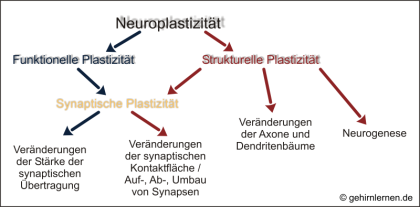 Neuroplastizität
Funktionelle Plastizität
Strukturelle Plastizität
Synaptische Plastizität
Veränderungen
der Stärke der
synaptischen
Übertragung
Veränderungen
der synaptischen
Kontaktfläche /
Auf-, Ab-, Umbau
von Synapsen
Veränderungen
der Axone und
Dendritenbäume
Neurogenese
© gehirnlernen.de